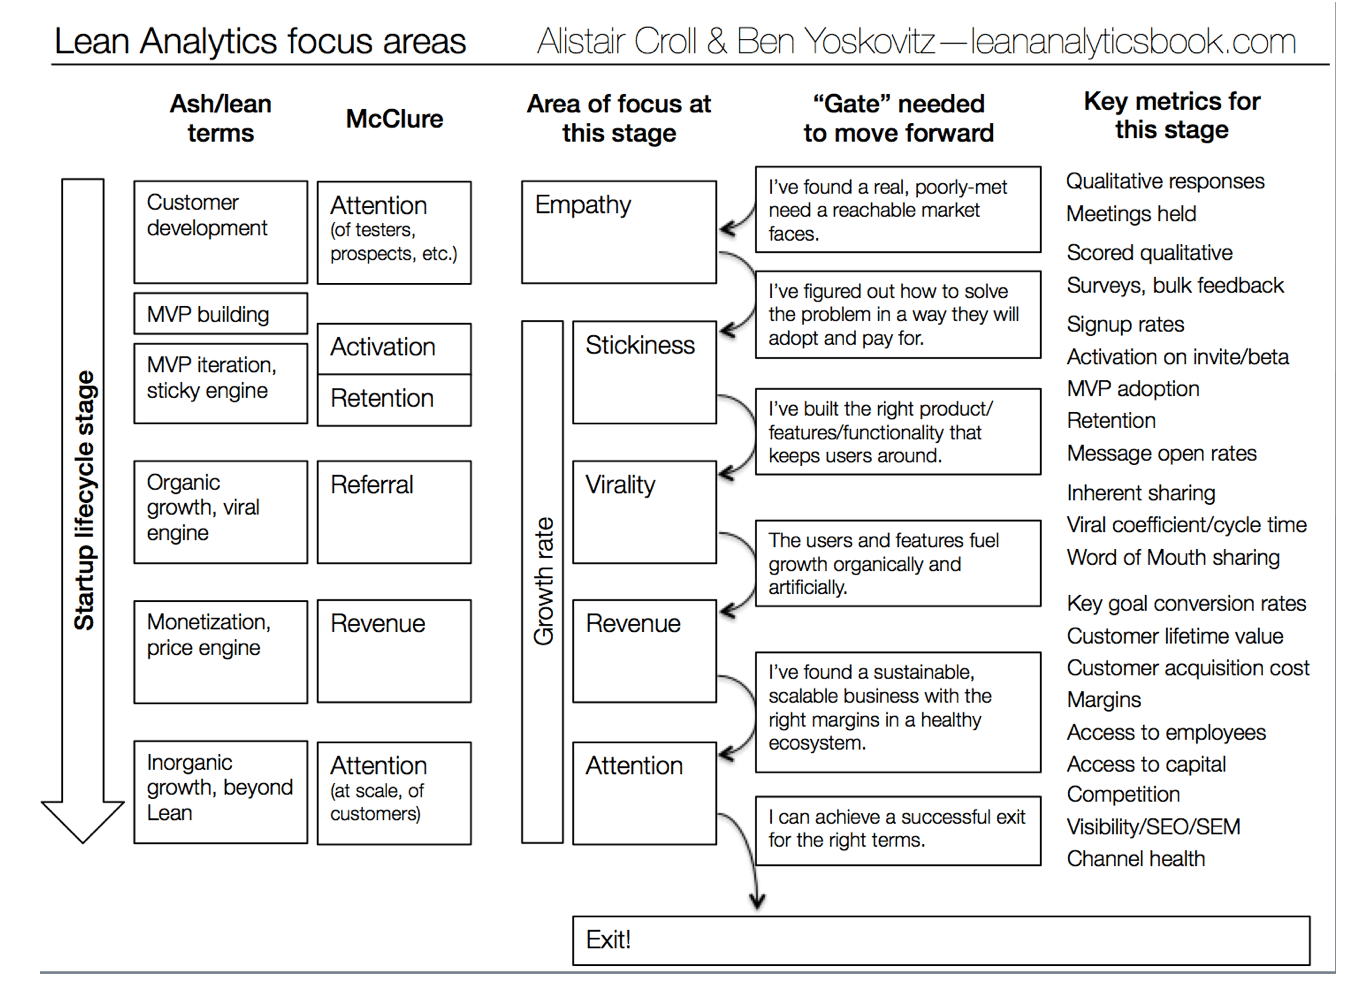 Lean Analytics focus areas
Alistair Croll & Ben Yoskovitz—leananalyticsbook.com
Ash/lean
terms
McClure
Area of focus at
this stage
“Gate” needed
to move forward
Key metrics for
this stage
Startup lifecycle stage
Customer
development
MVP building
MVP iteration,
sticky engine
Organic
growth, viral
engine
Monetization,
price engine
Inorganic
growth, beyond
Lean
Attention
(of testers,
prospects, etc.)
Activation
Retention
Referral
Revenue
Attention
(at scale, of
customers)
Empathy
Growth rate
Stickiness
Virality
Revenue
Attention
I’ve found a real, poorly-met
need a reachable market
faces.
I’ve figured out how to solve
the problem in a way they will
adopt and pay for.
I’ve built the right product/
features/functionality that
keeps users around.
The users and features fuel
growth organically and
artificially.
I’ve found a sustainable,
scalable business with the
right margins in a healthy
ecosystem.
I can achieve a successful exit
for the right terms.
Qualitative responses
Meetings held
Scored qualitative
Surveys, bulk feedback
Signup rates
Activation on invite/beta
MVP adoption
Retention
Message open rates
Inherent sharing
Viral coefficient/cycle time
Word of Mouth sharing
Key goal conversion rates
Customer lifetime value
Customer acquisition cost
Margins
Access to employees
Access to capital
Competition
Visibility/SEO/SEM
Channel health
Exit!